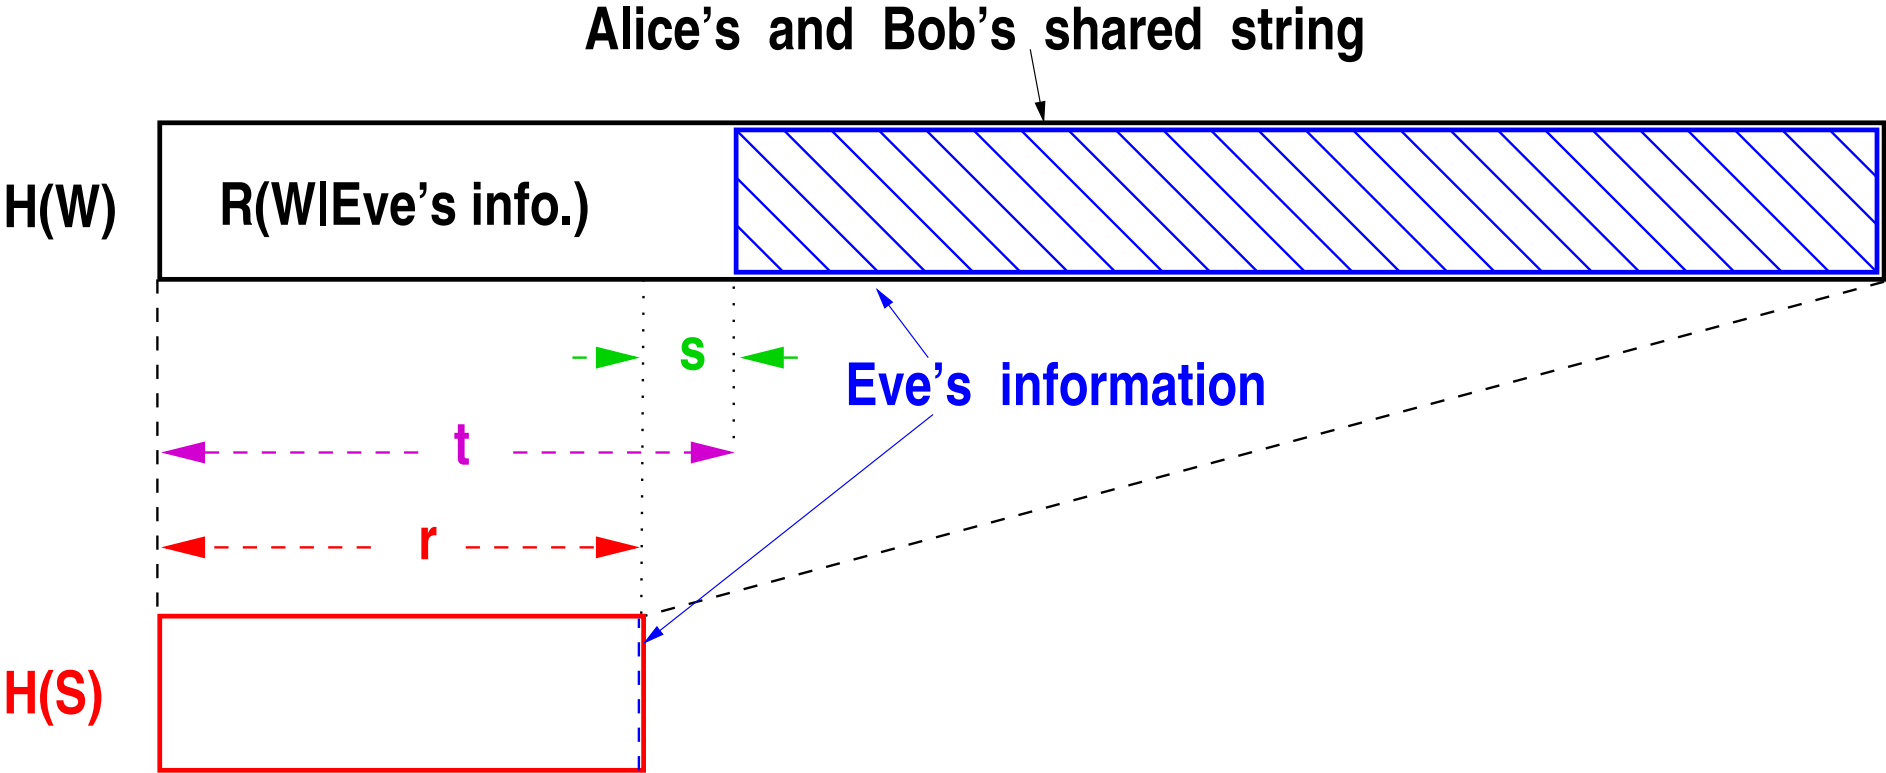 Alice's and Bob's shared string
H(W)
R(W|Eve's info.)
s
Eve's information
t
r
H(S)